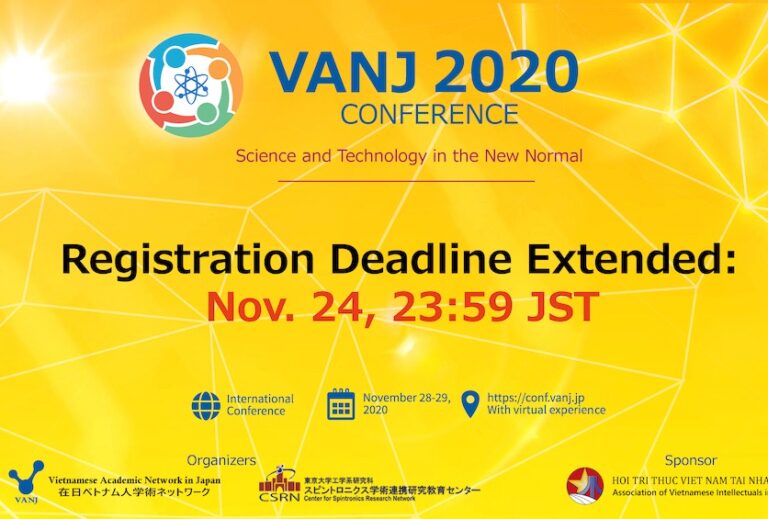 VANJ 2020
CONFERENCE
Science and Technology in the New Normal
Registration Deadline Extended:
Nov. 24, 23:59 JST
International
Conference
November 28-29,
2020
https://conf.vanj.jp
With virtual experience
Organizers
Sponsor
VANJ
Vietnamese Academic Network in Japan
在日ベトナム人学術ネットワーク
CSRN
東京大学工学系研究科
スピントロニクス学術連携研究教育センター
Center for Spintronics Research Network
HOI TRI THUC VIET NAM TAI NHA
Association of Vietnamese Intellectuals i